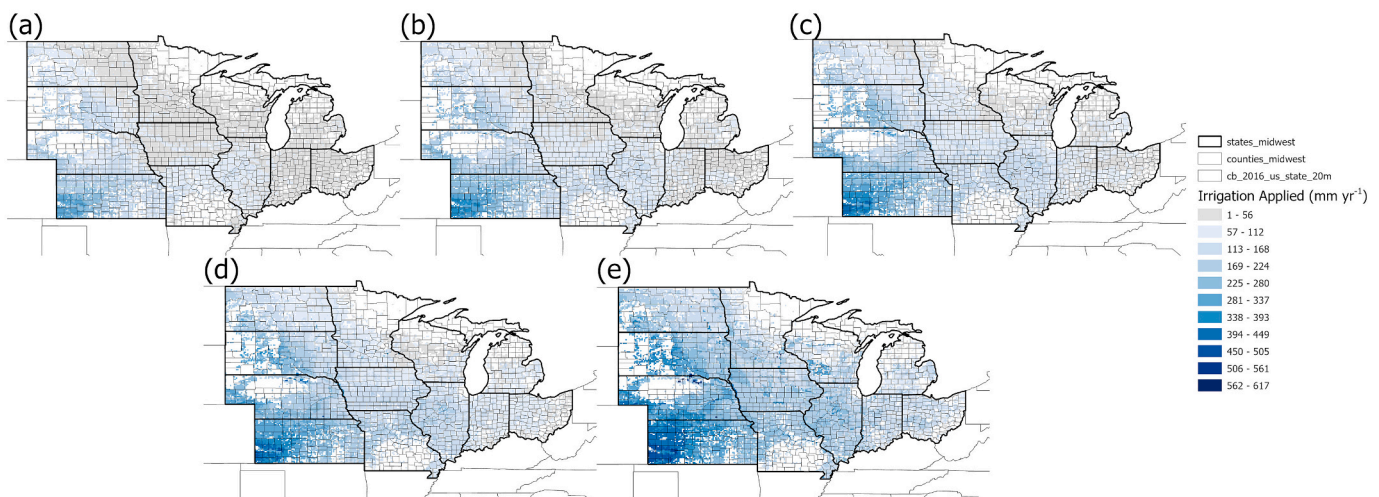 (a)
(b)
(c)
states_midwest
counties_midwest
cb_2016_us_state_20m
Irrigation Applied (mm yr⁻¹)
1 - 56
57 - 112
113 - 168
169 - 224
225 - 280
281 - 337
338 - 393
394 - 449
450 - 505
506 - 561
562 - 617
(d)
(e)